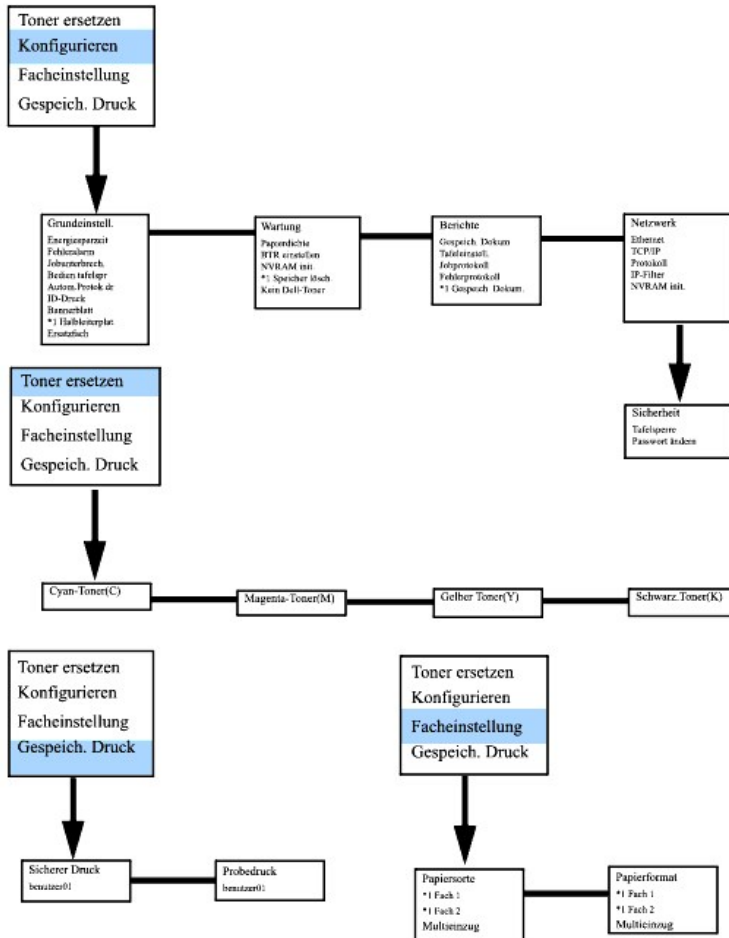 Toner ersetzen
Konfigurieren
Facheinstellung
Gespeich. Druck
Grundeinstell.
Energiesparzeit
Fehleralarm
Jobunterbrech.
Bedien tafelspr
Autom.Protok dr
ID-Druck
Bannerblatt
*1 Halbleiterplat
Ersatzfach
Wartung
Papierdichte
BTR einstellen
NVRAM init.
*1 Speicher lösch.
Kein Dell-Toner
Berichte
Gespeich. Dokum
Tafeleinstell.
Jobprotokoll
Fehlerprotokoll
*1 Gespeich Dokum.
Netzwerk
Ethernet
TCP/IP
Protokoll
IP-Filter
NVRAM init.
Sicherheit
Tafelsperre
Passwort ändern
Toner ersetzen
Konfigurieren
Facheinstellung
Gespeich. Druck
Cyan-Toner(C)
Magenta-Toner(M)
Gelber Toner(Y)
Schwarz.Toner(K)
Toner ersetzen
Konfigurieren
Facheinstellung
Gespeich. Druck
Sicherer Druck
benutzer01
Probedruck
benutzer01
Toner ersetzen
Konfigurieren
Facheinstellung
Gespeich. Druck
Papiersorte
*1 Fach 1
*1 Fach 2
Multieinzug
Papierformat
*1 Fach 1
*1 Fach 2
Multieinzug